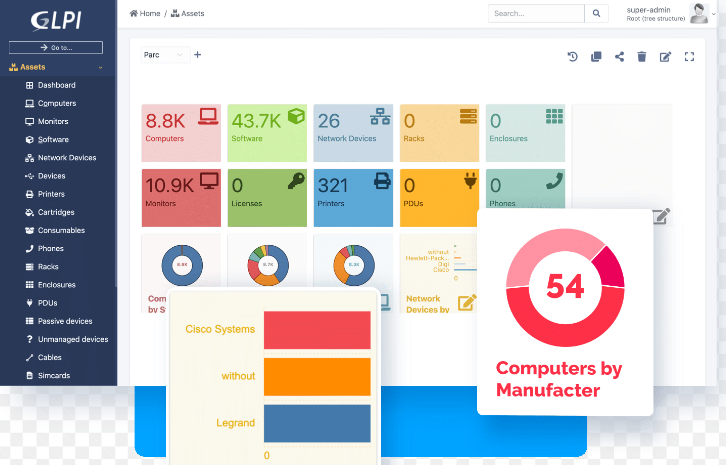 GLPI
Home / Assets
Search...
super-admin
Root (tree structure)
Go to...
Assets
Dashboard
Computers
Monitors
Software
Network Devices
Devices
Printers
Cartridges
Consumables
Phones
Racks
Enclosures
PDUs
Passive devices
Unmanaged devices
Cables
Simcards
Parc
8.8K
Computers
43.7K
Software
26
Network Devices
0
Racks
0
Enclosures
10.9K
Monitors
0
Licenses
321
Printers
0
PDUs
0
Phones
8.8K
8.7K
8.3K
without
Hewlett-Pack...
Digi
Cisco
0
Network
Devices by
Com
by S
Cisco Systems
without
Legrand
0
54
Computers by
Manufacter